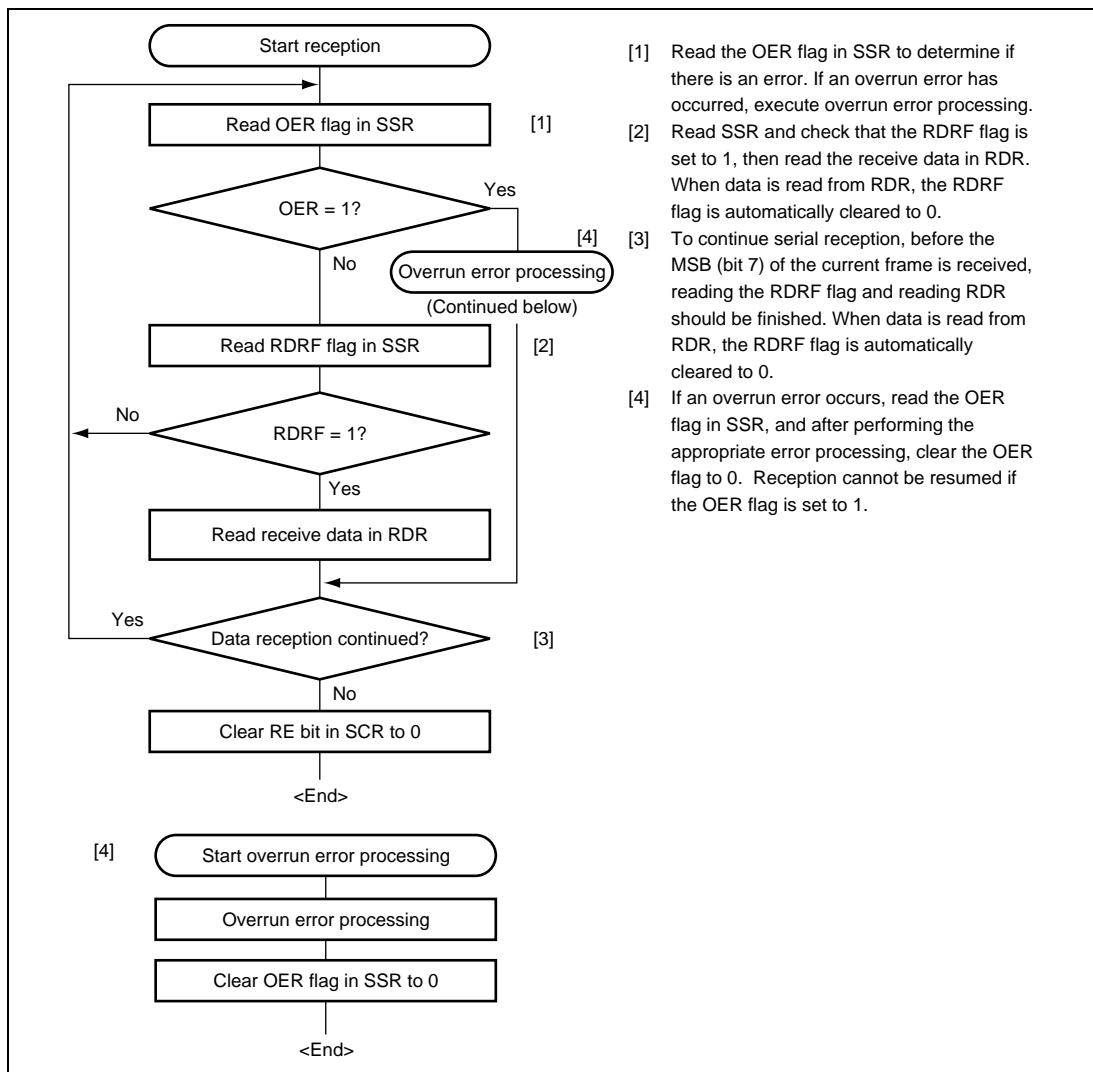 Start reception
Read OER flag in SSR
[1]
OER = 1?
Yes
No
[4]
Overrun error processing
(Continued below)
Read RDRF flag in SSR
[2]
No
RDRF = 1?
Yes
Read receive data in RDR
Yes
Data reception continued?
[3]
No
Clear RE bit in SCR to 0
<End>
[4]
Start overrun error processing
Overrun error processing
Clear OER flag in SSR to 0
<End>
[1] Read the OER flag in SSR to determine if
there is an error. If an overrun error has
occurred, execute overrun error processing.
[2] Read SSR and check that the RDRF flag is
set to 1, then read the receive data in RDR.
When data is read from RDR, the RDRF
flag is automatically cleared to 0.
[3] To continue serial reception, before the
MSB (bit 7) of the current frame is received,
reading the RDRF flag and reading RDR
should be finished. When data is read from
RDR, the RDRF flag is automatically
cleared to 0.
[4] If an overrun error occurs, read the OER
flag in SSR, and after performing the
appropriate error processing, clear the OER
flag to 0.  Reception cannot be resumed if
the OER flag is set to 1.